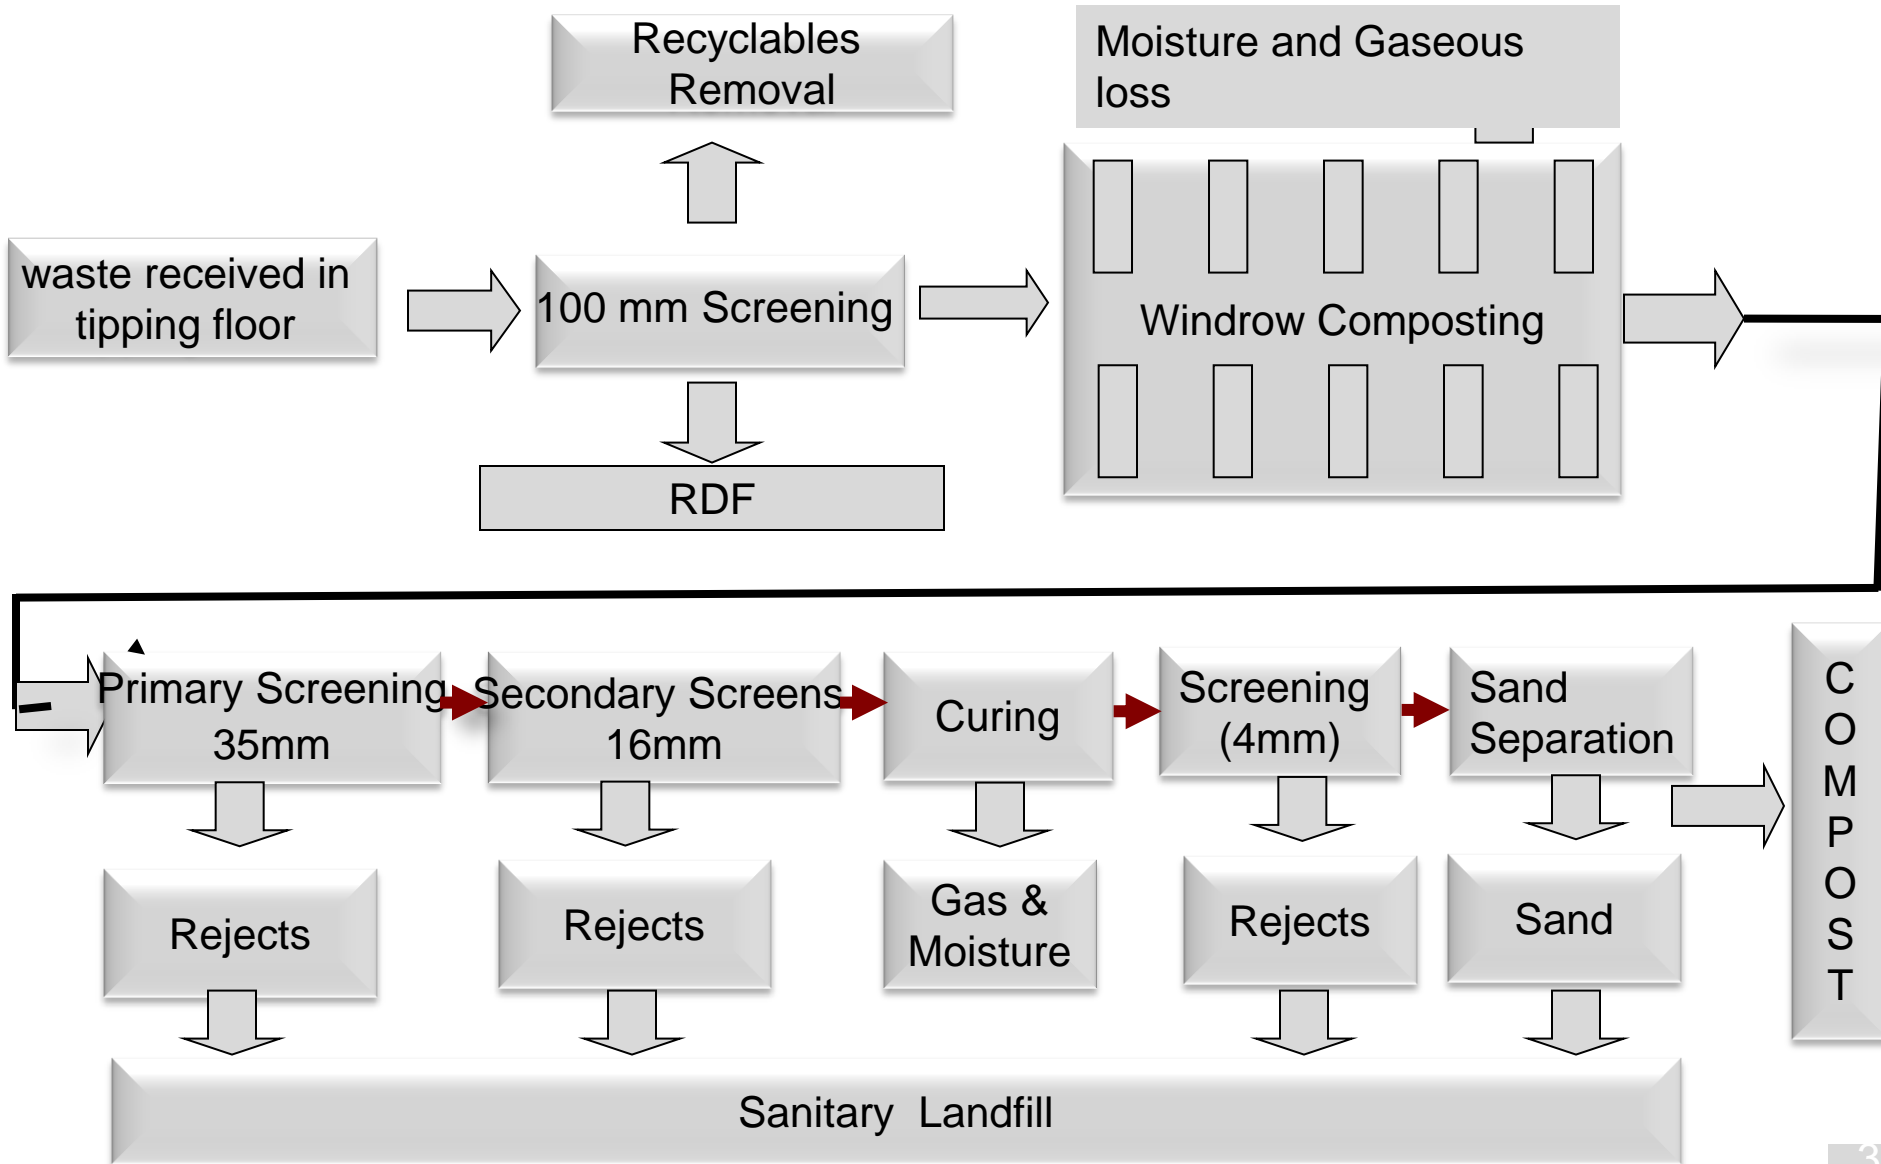 Recyclables
Removal
Moisture and Gaseous
loss
waste received in
tipping floor
100 mm Screening
Windrow Composting
RDF
Primary Screening
35mm
Secondary Screens
16mm
Curing
Screening
(4mm)
Sand
Separation
C
O
M
P
O
S
T
Rejects
Rejects
Gas &
Moisture
Rejects
Sand
Sanitary Landfill
3